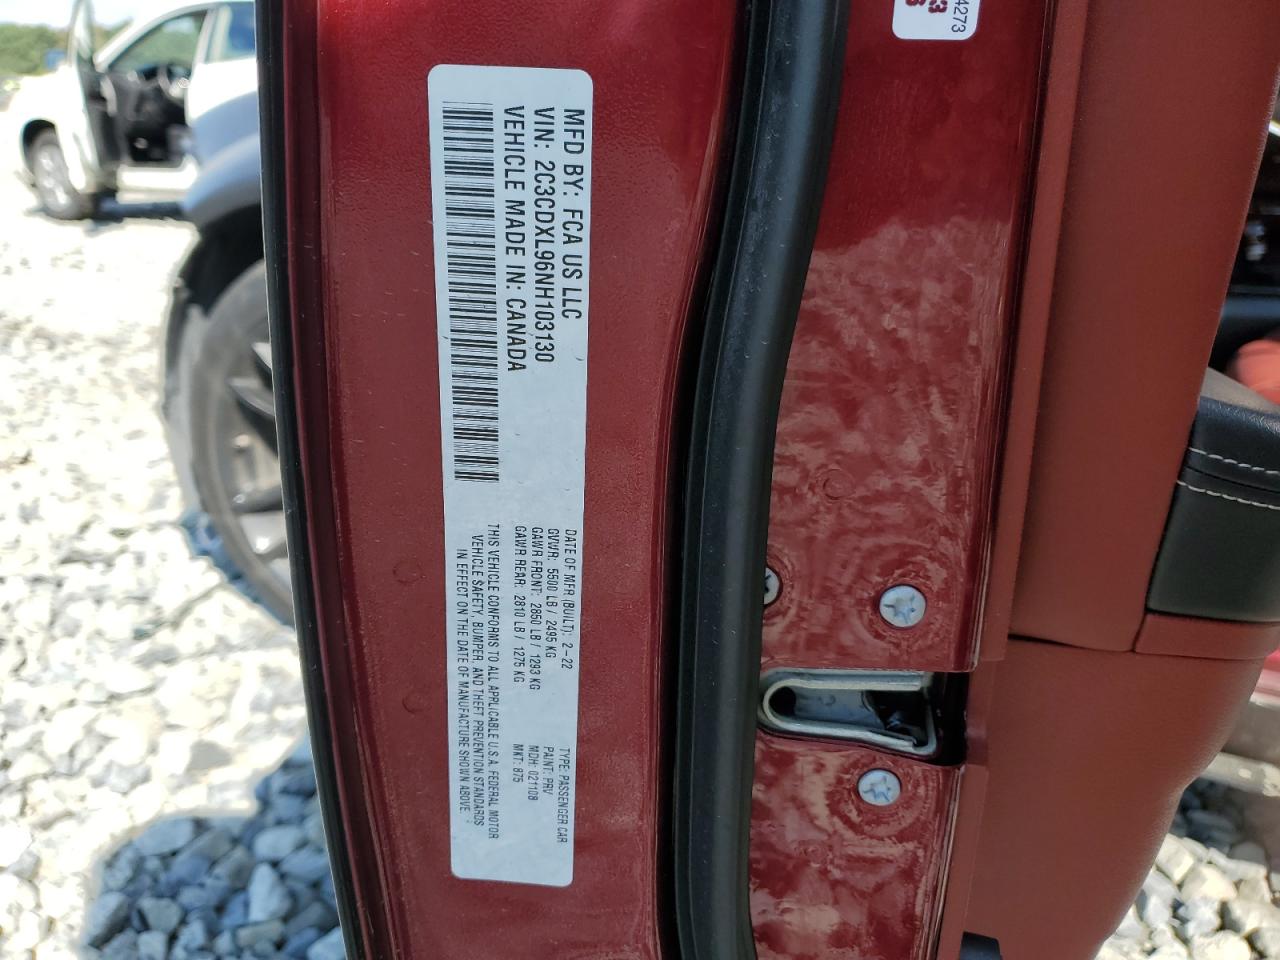 MFD BY: FCA US LLC
VIN: 2C3CDXL96NH103130
VEHICLE MADE IN: CANADA
DATE OF MFR (BUILT): 2-22
GVWR: 5500 LB / 2495 KG
GAWR FRONT: 2850 LB / 1293 KG
GAWR REAR: 2810 LB / 1275 KG
THIS VEHICLE CONFORMS TO ALL APPLICABLE U.S.A. FEDERAL MOTOR
VEHICLE SAFETY, BUMPER, AND THEFT PREVENTION STANDARDS
IN EFFECT ON THE DATE OF MANUFACTURE SHOWN ABOVE.
TYPE: PASSENGER CAR
PAINT: PRV
MDH: 021108
MKT: 875
4273